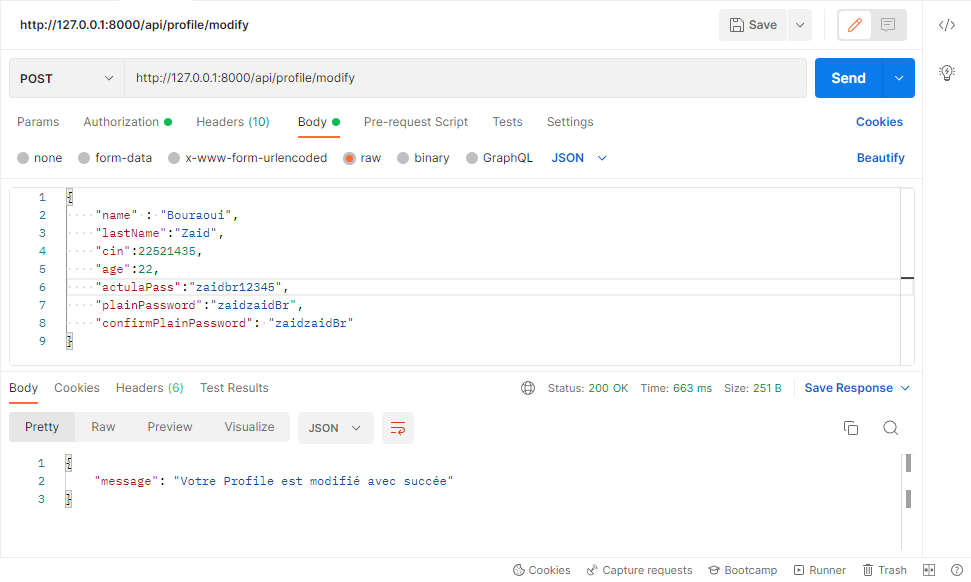 http://127.0.0.1:8000/api/profile/modify
Save
POST
http://127.0.0.1:8000/api/profile/modify
Send
Params Authorization Headers (10) Body Pre-request Script Tests Settings Cookies
none form-data x-www-form-urlencoded raw binary GraphQL JSON Beautify
1 {
2 ····"name" : "Bouraoui",
3 ····"lastName":"Zaid",
4 ····"cin":22521435,
5 ····"age":22,
6 ····"actulaPass":"zaidbr12345",
7 ····"plainPassword":"zaidzaidBr",
8 ····"confirmPlainPassword": "zaidzaidBr"
9 }
Body Cookies Headers (6) Test Results Status: 200 OK Time: 663 ms Size: 251 B Save Response
Pretty Raw Preview Visualize JSON
1 {
2 "message": "Votre Profile est modifié avec succée"
3 }
Cookies Capture requests Bootcamp Runner Trash